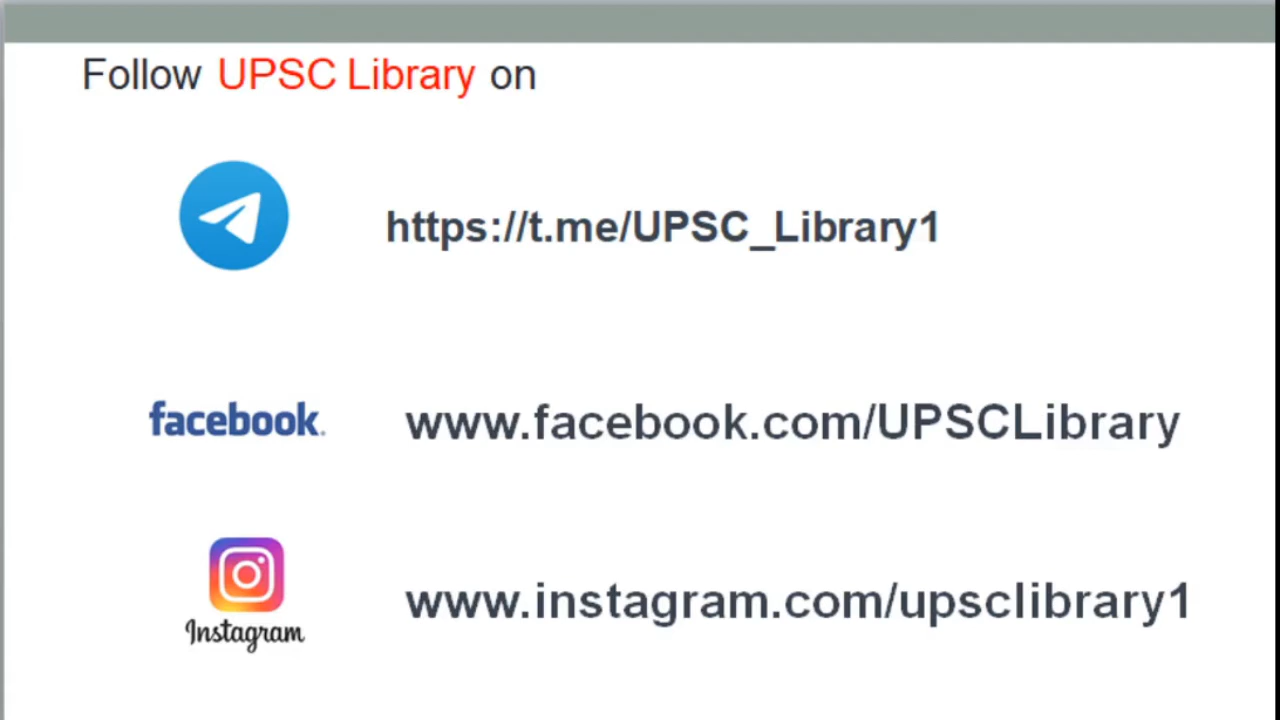 Follow UPSC Library on
https://t.me/UPSC_Library1
facebook. www.facebook.com/UPSCLibrary
www.instagram.com/upsclibrary1
Instagram